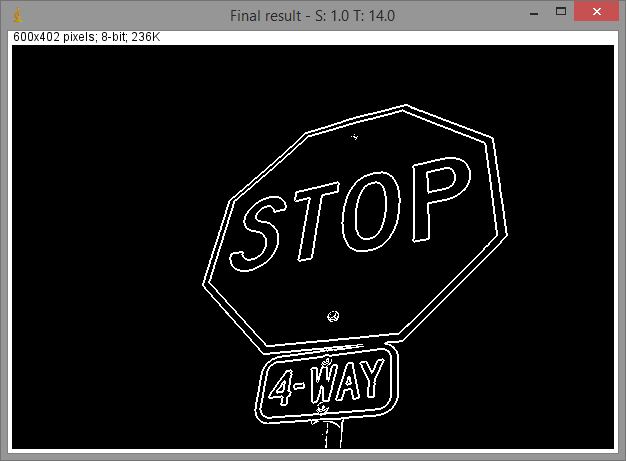 Final result - S: 1.0 T: 14.0
600x402 pixels; 8-bit; 236K
STOP
4-WAY